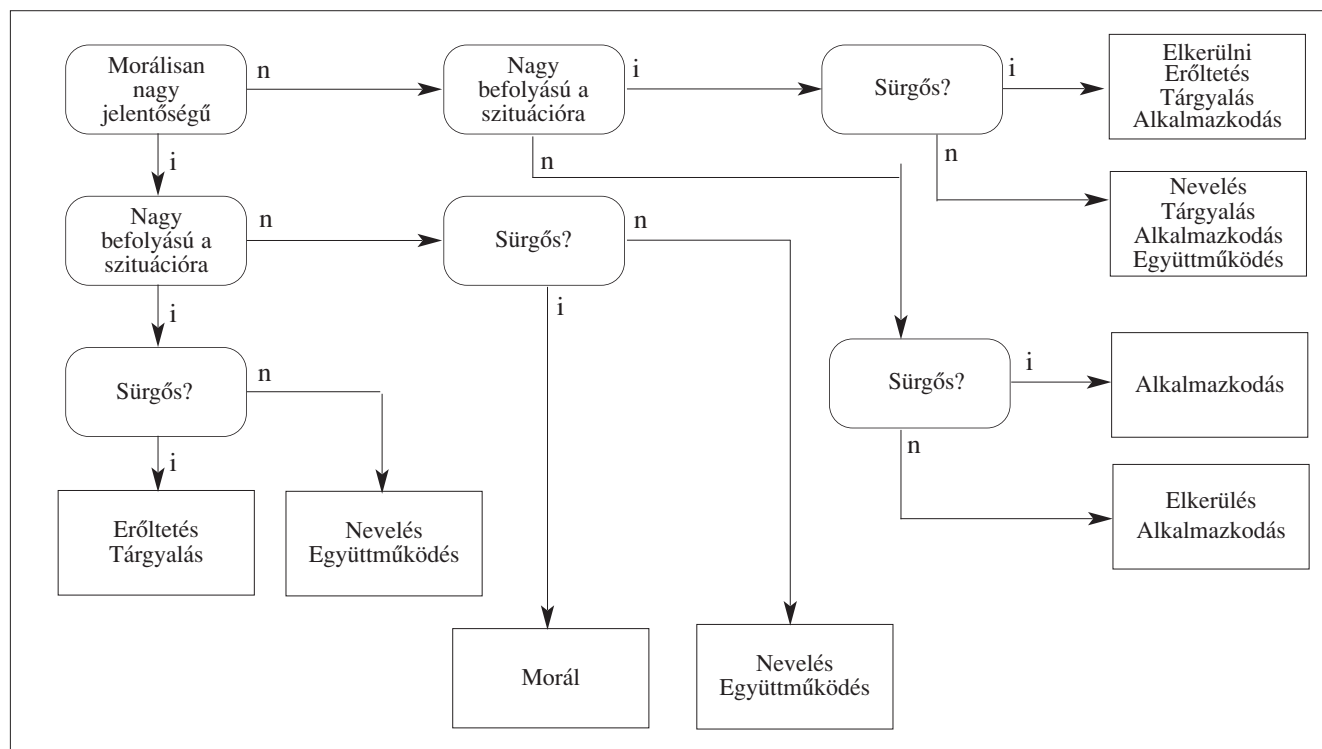 Morálisan
nagy
jelentőségű
n
Nagy
befolyású a
szituációra
i
Sürgős?
i
Elkerülni
Erőltetés
Tárgyalás
Alkalmazkodás
i
n
n
Nevelés
Tárgyalás
Alkalmazkodás
Együttműködés
Nagy
befolyású a
szituációra
n
Sürgős?
n
i
i
Sürgős?
n
Sürgős?
i
Alkalmazkodás
i
n
Erőltetés
Tárgyalás
Nevelés
Együttműködés
Elkerülés
Alkalmazkodás
Morál
Nevelés
Együttműködés